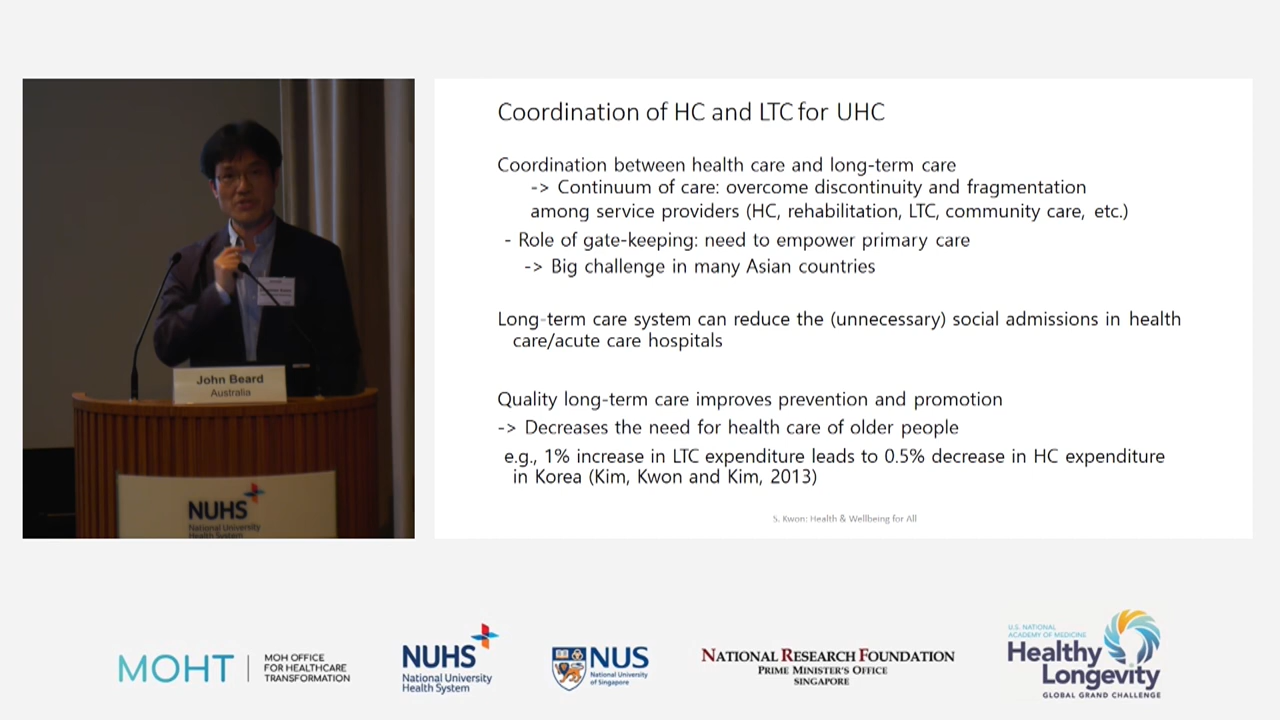 Coordination of HC and LTC for UHC
Coordination between health care and long-term care
-> Continuum of care: overcome discontinuity and fragmentation
among service providers (HC, rehabilitation, LTC, community care, etc.)
- Role of gate-keeping: need to empower primary care
-> Big challenge in many Asian countries
Long-term care system can reduce the (unnecessary) social admissions in health
care/acute care hospitals
Quality long-term care improves prevention and promotion
-> Decreases the need for health care of older people
e.g., 1% increase in LTC expenditure leads to 0.5% decrease in HC expenditure
in Korea (Kim, Kwon and Kim, 2013)
S. Kwon: Health & Wellbeing for All
John Beard
Australia
NUHS
National University
Health System
MOHT
MOH OFFICE
FOR HEALTHCARE
TRANSFORMATION
NUHS
National University
Health System
NUS
National University
of Singapore
NATIONAL RESEARCH FOUNDATION
PRIME MINISTER'S OFFICE
SINGAPORE
U.S. NATIONAL
ACADEMY OF MEDICINE
Healthy
Longevity
GLOBAL GRAND CHALLENGE